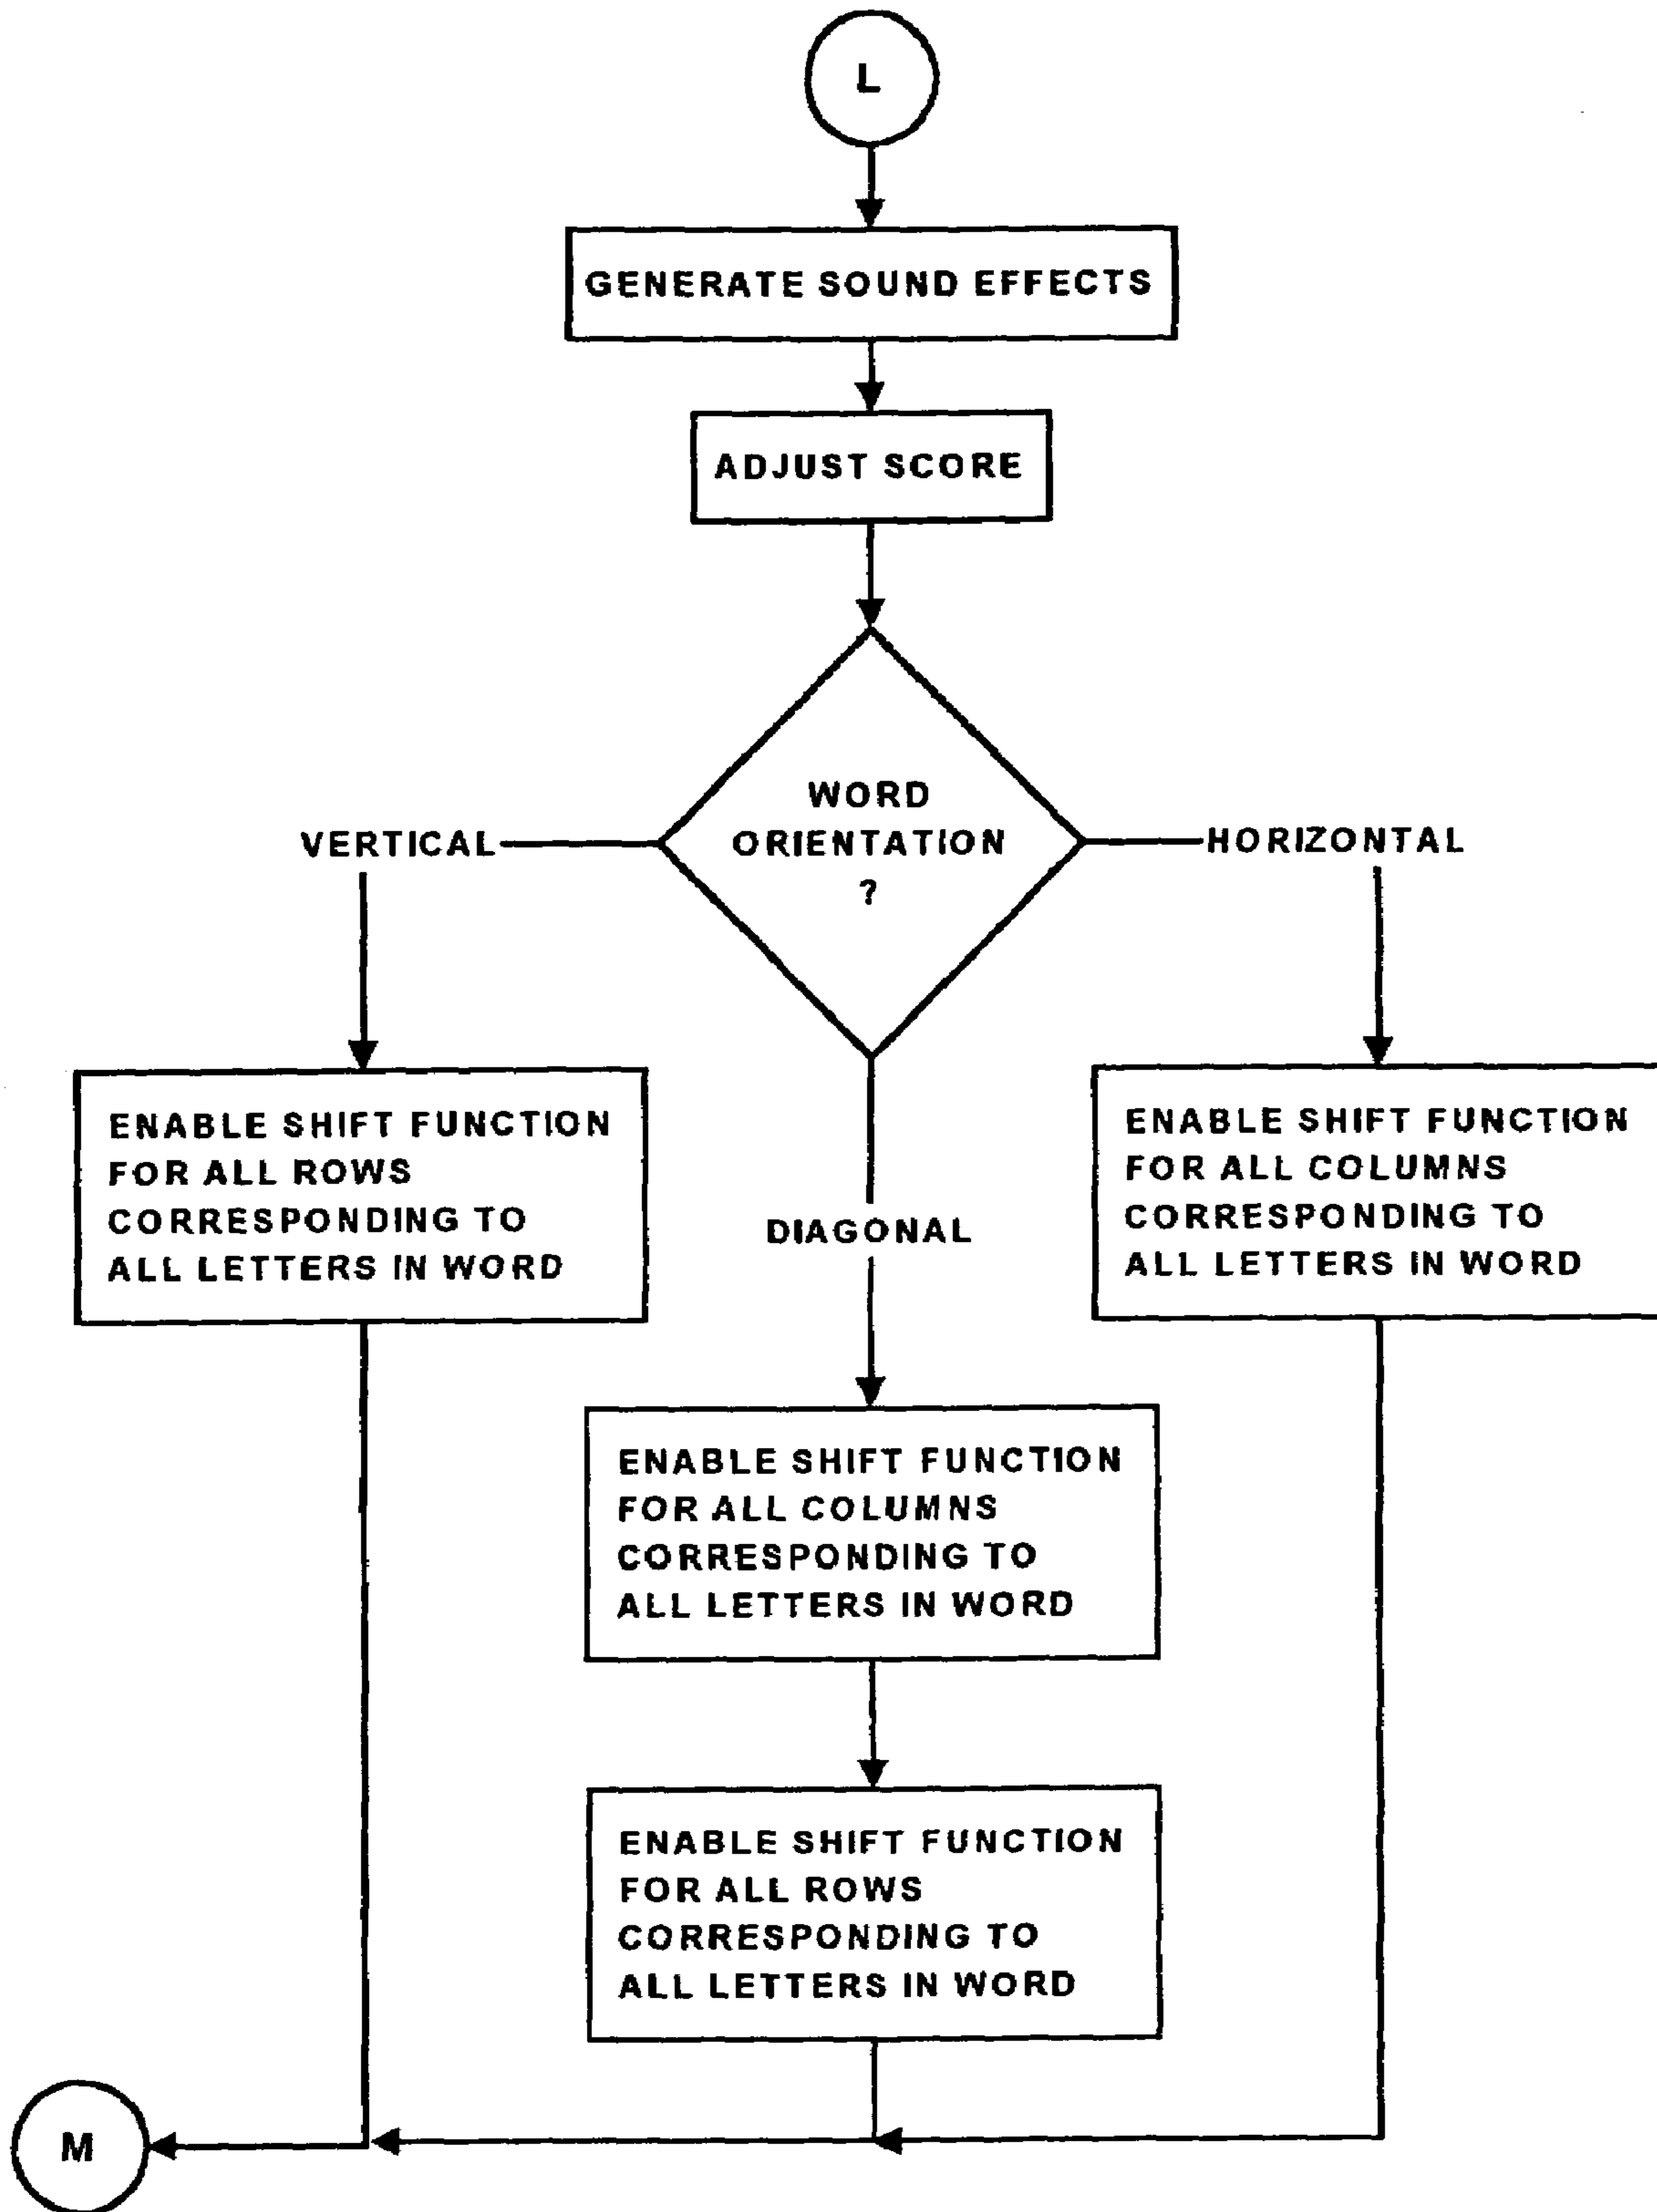 L
GENERATE SOUND EFFECTS
ADJUST SCORE
WORD
ORIENTATION
?
VERTICAL
HORIZONTAL
ENABLE SHIFT FUNCTION
FOR ALL ROWS
CORRESPONDING TO
ALL LETTERS IN WORD
DIAGONAL
ENABLE SHIFT FUNCTION
FOR ALL COLUMNS
CORRESPONDING TO
ALL LETTERS IN WORD
ENABLE SHIFT FUNCTION
FOR ALL COLUMNS
CORRESPONDING TO
ALL LETTERS IN WORD
ENABLE SHIFT FUNCTION
FOR ALL ROWS
CORRESPONDING TO
ALL LETTERS IN WORD
M